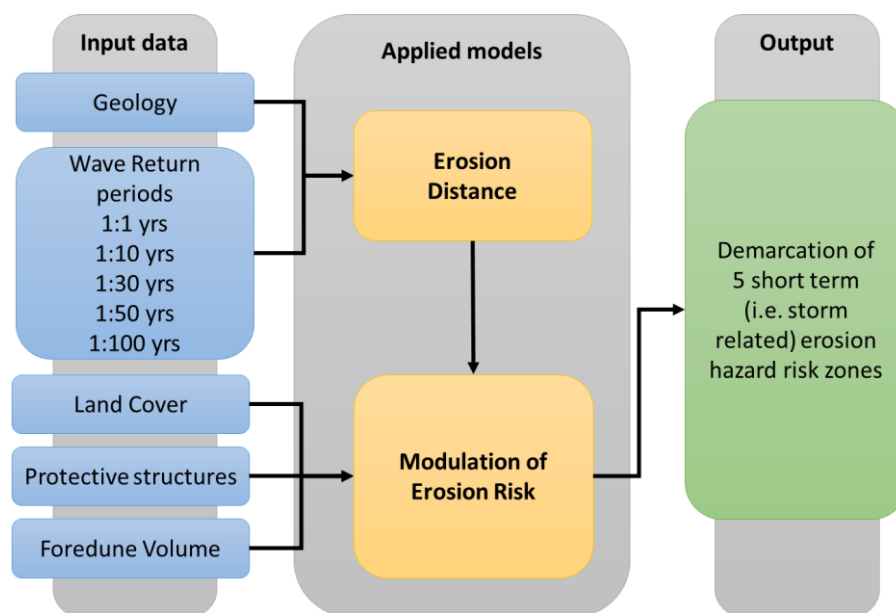 Input data
Geology
Wave Return
periods
1:1 yrs
1:10 yrs
1:30 yrs
1:50 yrs
1:100 yrs
Land Cover
Protective structures
Foredune Volume
Applied models
Erosion
Distance
Modulation of
Erosion Risk
Output
Demarcation of
5 short term
(i.e. storm
related) erosion
hazard risk zones